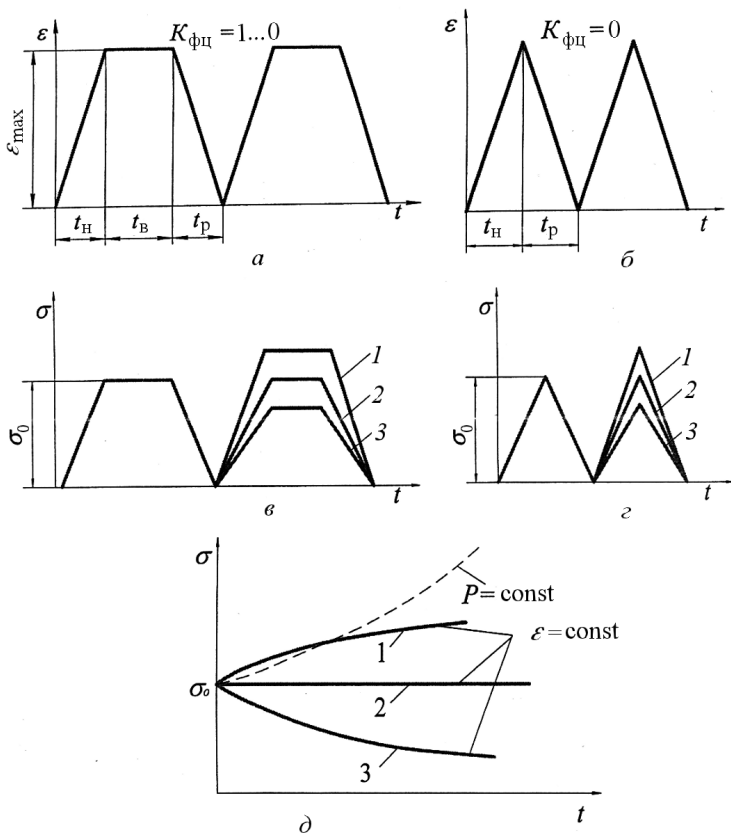 ε
K фц = 1...0
ε max
t н
t в
t р
t
а
ε
K фц = 0
t н
t р
t
б
σ
σ 0
1
2
3
t
в
σ
σ 0
1
2
3
t
г
σ
P = const
ε = const
1
σ 0
2
3
t
д